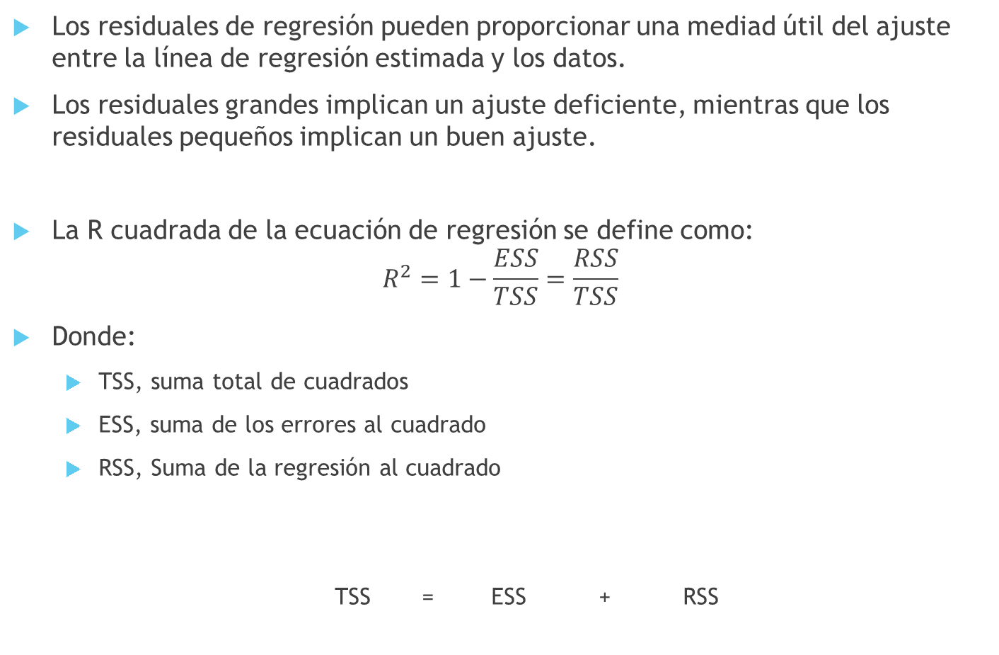 Los residuales de regresión pueden proporcionar una mediad útil del ajuste
entre la línea de regresión estimada y los datos.
Los residuales grandes implican un ajuste deficiente, mientras que los
residuales pequeños implican un buen ajuste.
La R cuadrada de la ecuación de regresión se define como:
R² = 1 − ESS/TSS = RSS/TSS
Donde:
TSS, suma total de cuadrados
ESS, suma de los errores al cuadrado
RSS, Suma de la regresión al cuadrado
TSS = ESS + RSS